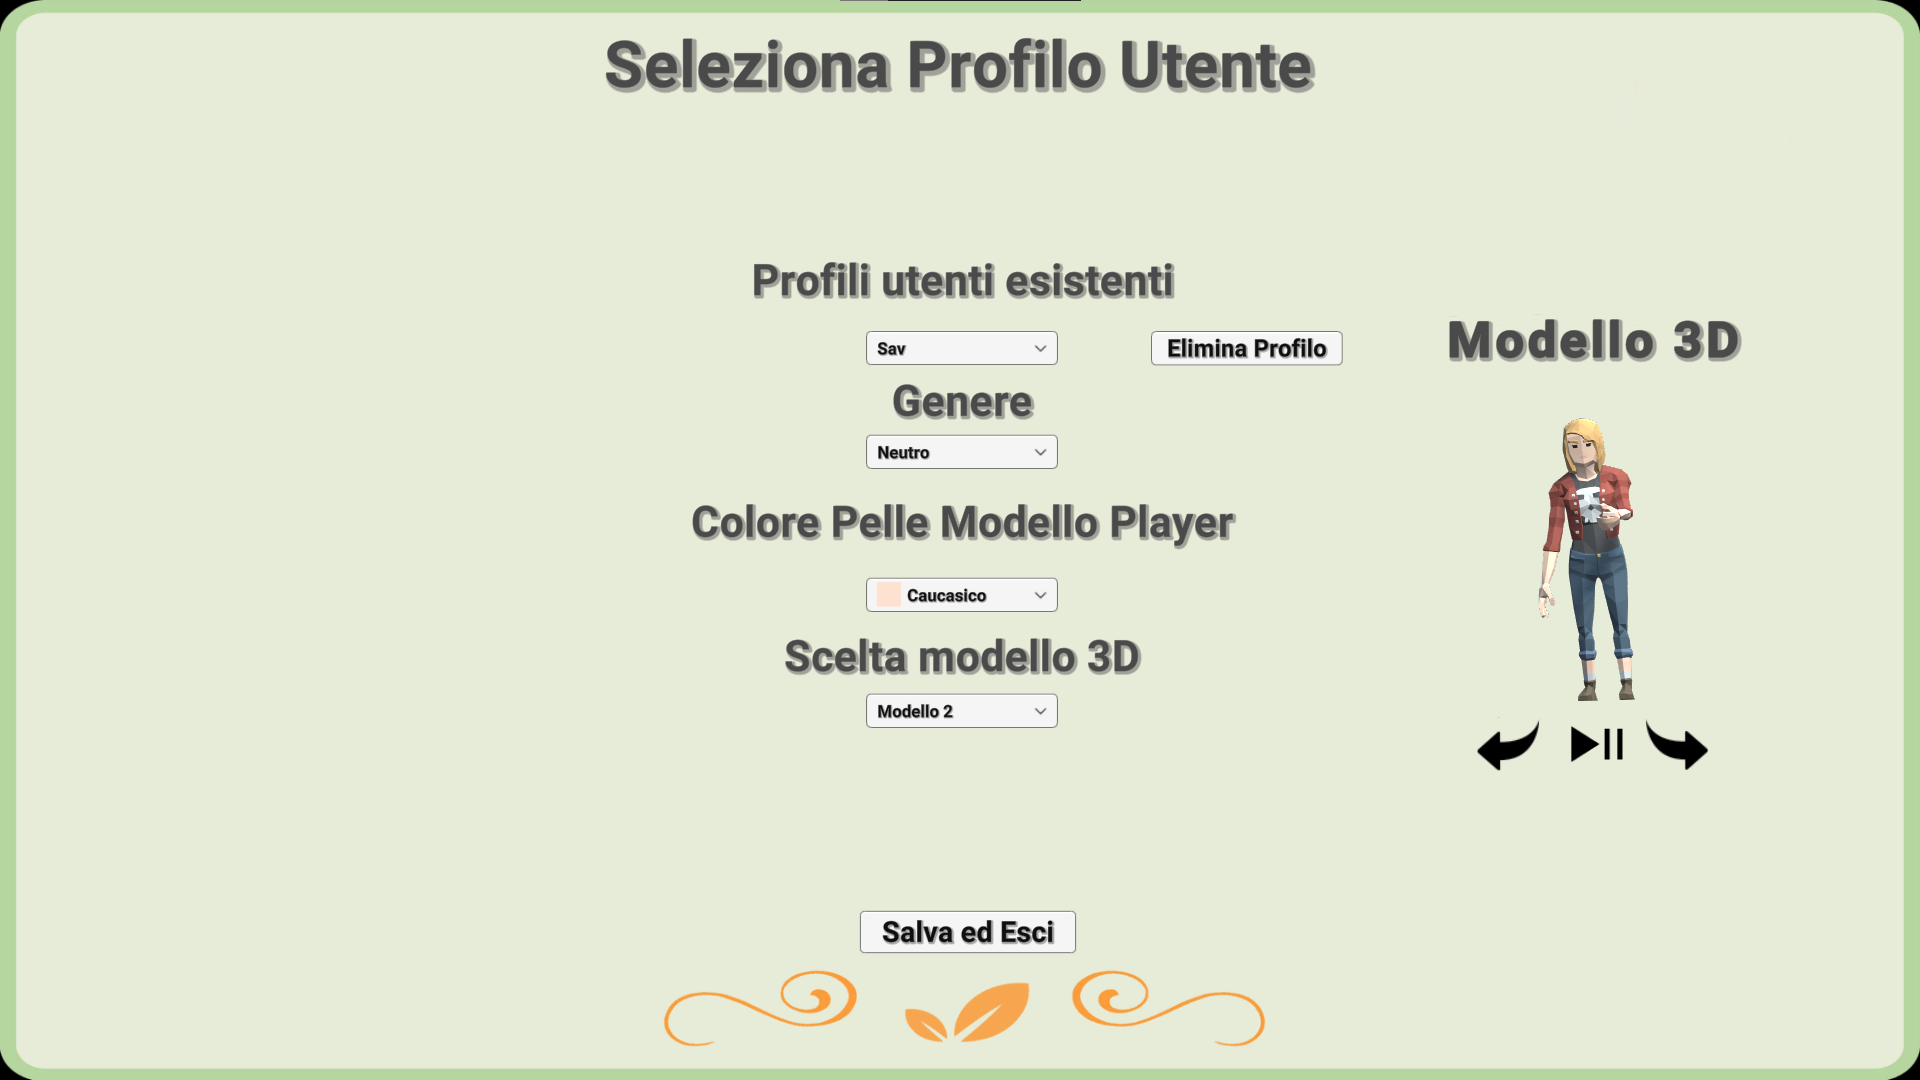 Seleziona Profilo Utente
Profili utenti esistenti
Sav
Elimina Profilo
Modello 3D
Genere
Neutro
Colore Pelle Modello Player
Caucasico
Scelta modello 3D
Modello 2
Salva ed Esci